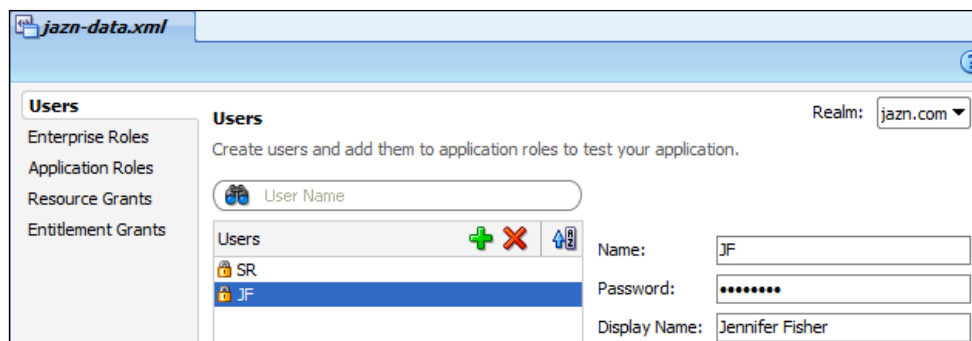 jazn-data.xml
Users
Enterprise Roles
Application Roles
Resource Grants
Entitlement Grants
Users
Realm: jazn.com
Create users and add them to application roles to test your application.
User Name
Users
SR
JF
Name: JF
Password: ••••••••
Display Name: Jennifer Fisher